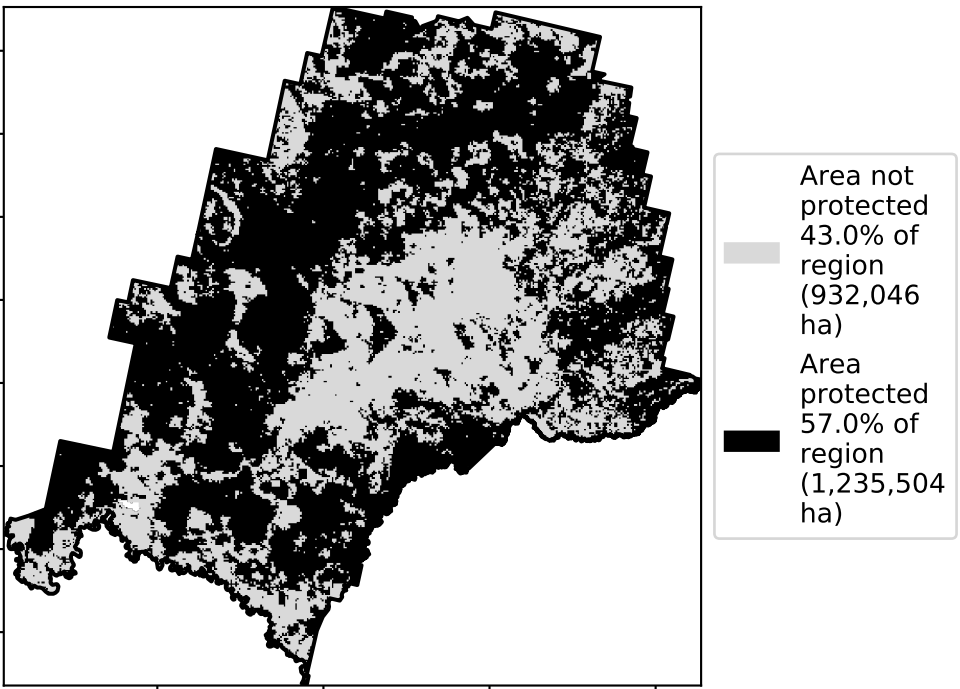 Area not
protected
43.0% of
region
(932,046
ha)
Area
protected
57.0% of
region
(1,235,504
ha)